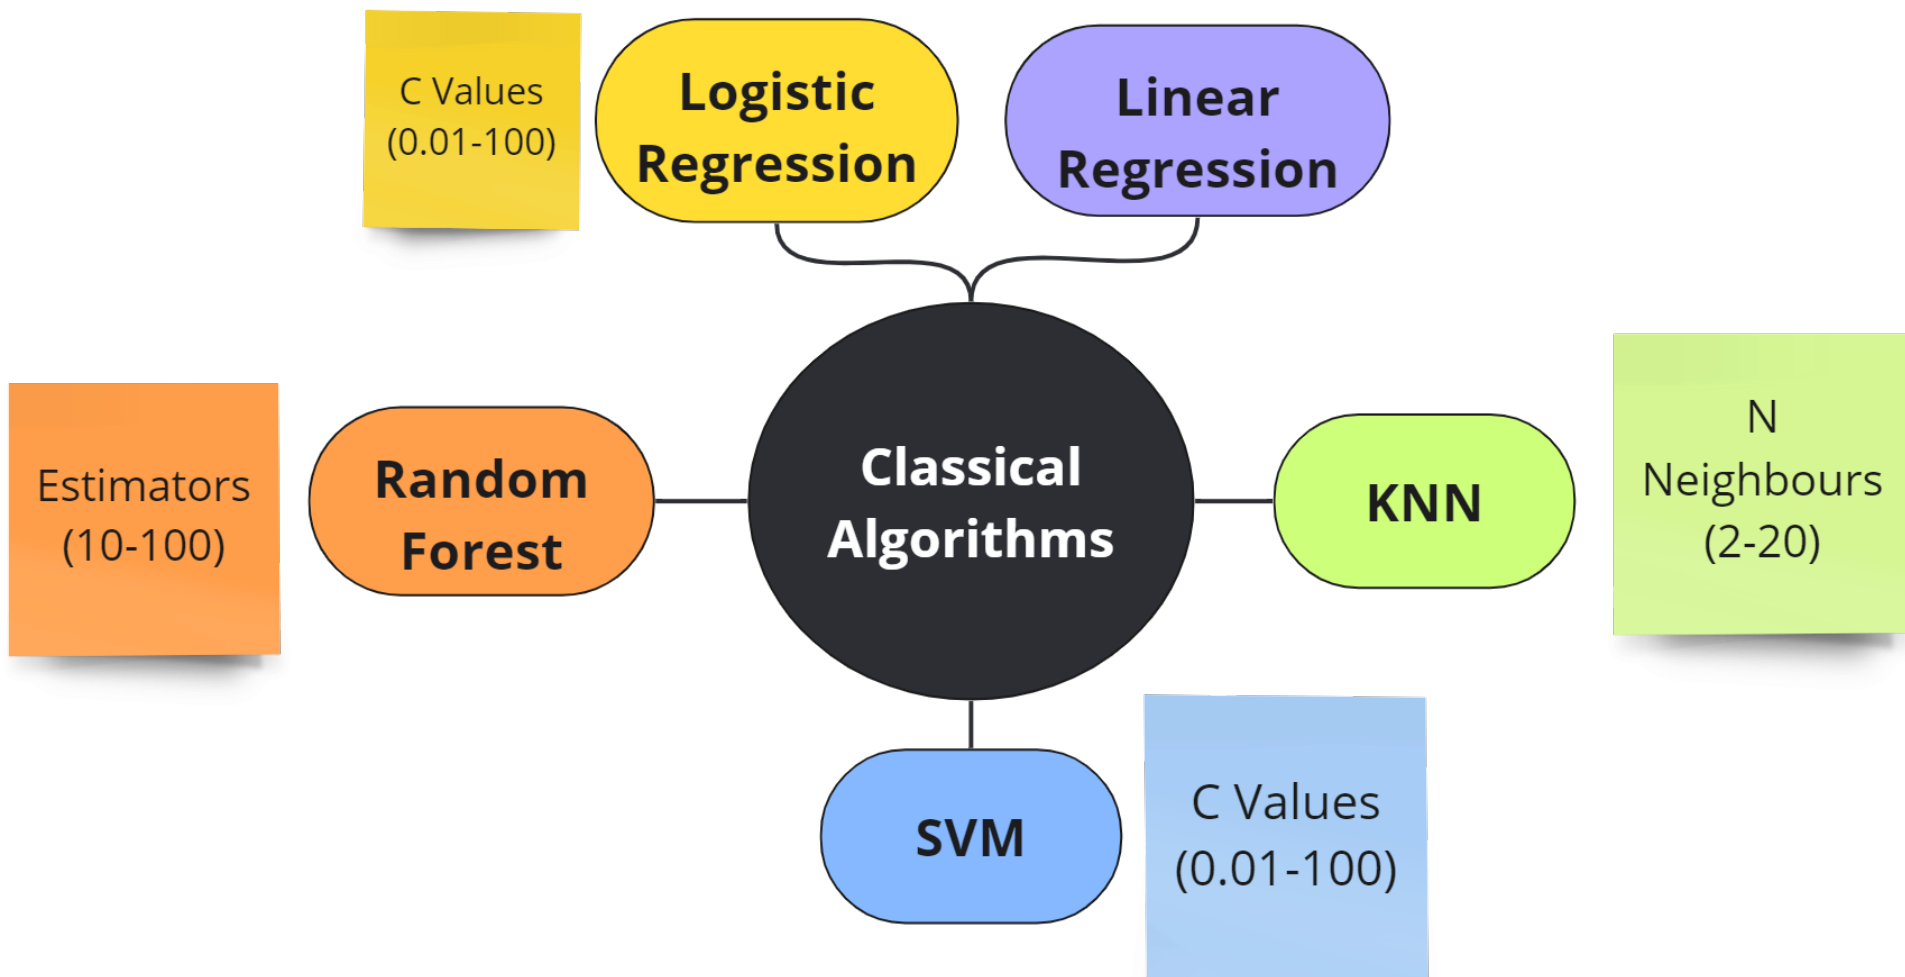 C Values
(0.01-100)
Logistic
Regression
Linear
Regression
Estimators
(10-100)
Random
Forest
Classical
Algorithms
KNN
N
Neighbours
(2-20)
SVM
C Values
(0.01-100)